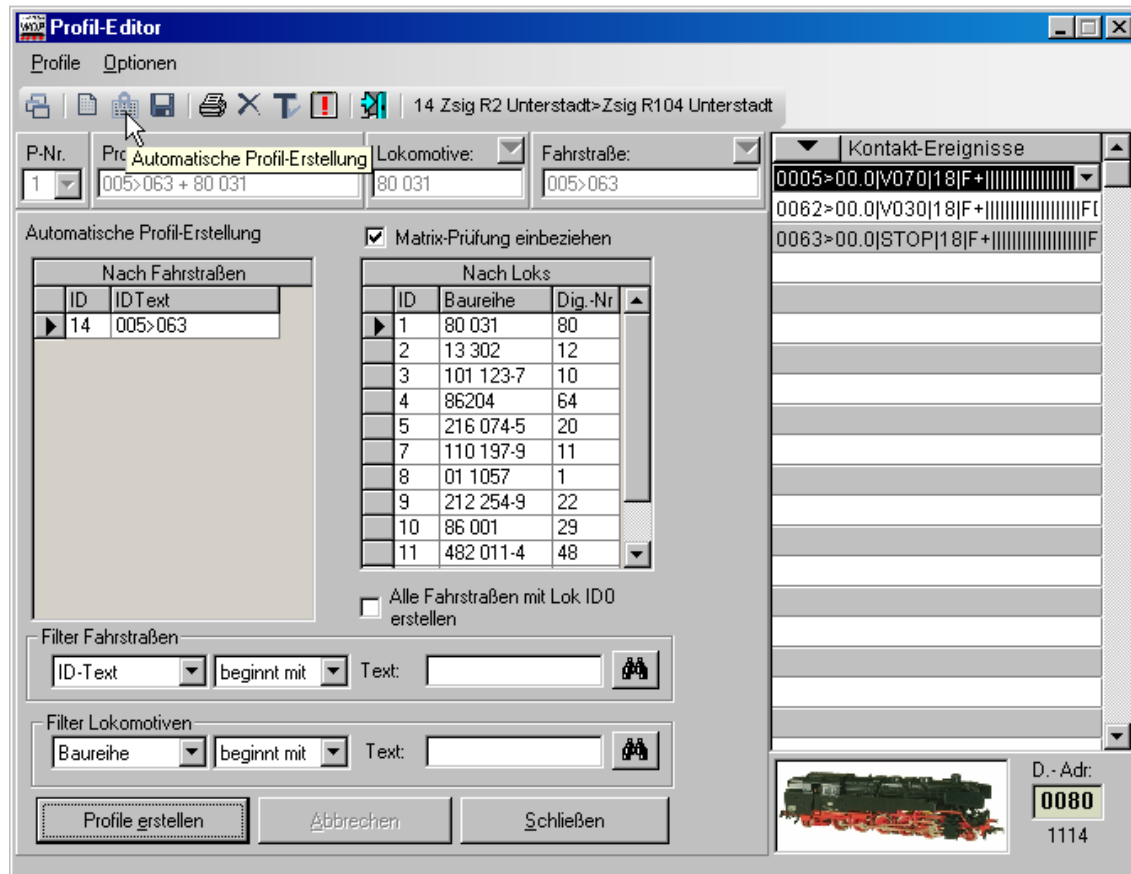 Profil-Editor
Profile Optionen
14 Zsig R2 Unterstadt>Zsig R104 Unterstadt
P-Nr. Pro Lokomotive: Fahrstraße:
Automatische Profil-Erstellung
1 005>063 + 80 031 80 031 005>063
Kontakt-Ereignisse
0005>00.0|V070|18|F+||||||||||||||||||
0062>00.0|V030|18|F+|||||||||||||||||||F[
0063>00.0|STOP|18|F+|||||||||||||||||||F
Automatische Profil-Erstellung
Matrix-Prüfung einbeziehen
Nach Fahrstraßen
ID IDText
14 005>063
Nach Loks
ID Baureihe Dig.-Nr
1 80 031 80
2 13 302 12
3 101 123-7 10
4 86204 64
5 216 074-5 20
7 110 197-9 11
8 01 1057 1
9 212 254-9 22
10 86 001 29
11 482 011-4 48
Alle Fahrstraßen mit Lok ID0
erstellen
Filter Fahrstraßen
ID-Text beginnt mit Text:
Filter Lokomotiven
Baureihe beginnt mit Text:
Profile erstellen Abbrechen Schließen
D.- Adr:
0080
1114